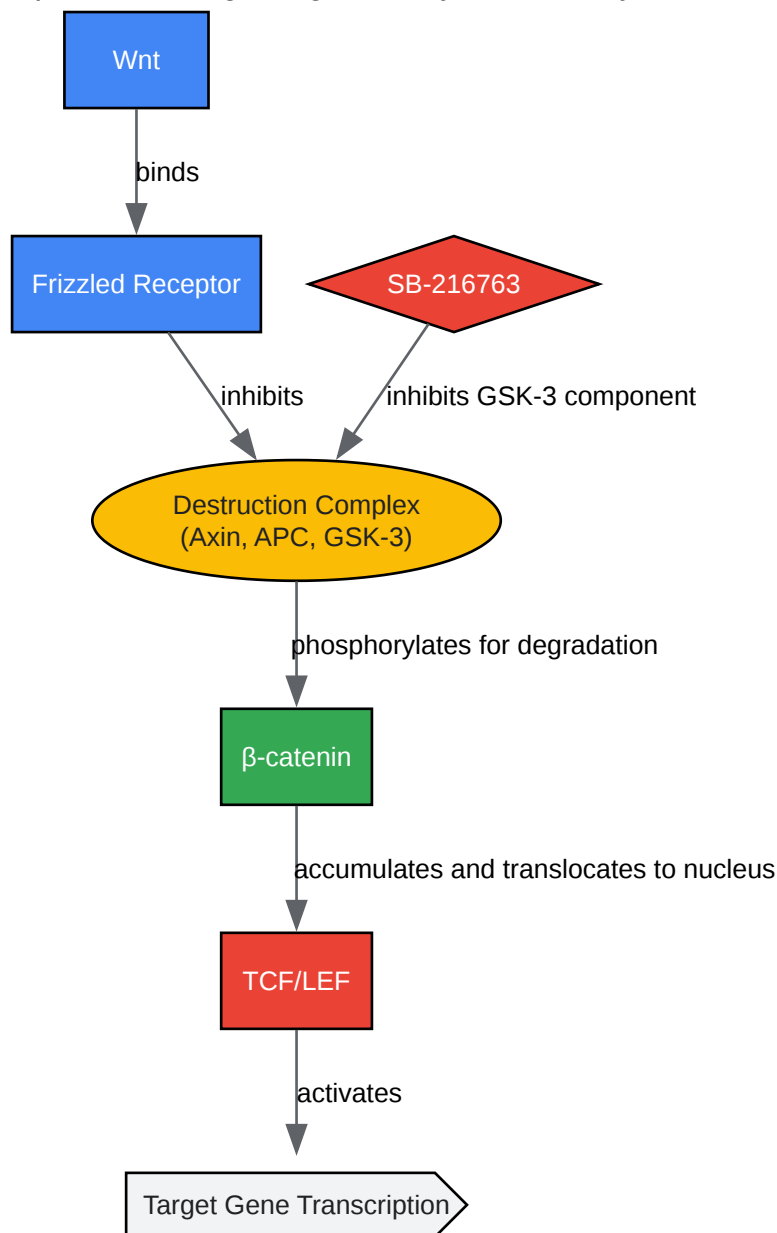 Wnt
binds
Frizzled Receptor
SB-216763
inhibits
inhibits GSK-3 component
Destruction Complex
(Axin, APC, GSK-3)
phosphorylates for degradation
β-catenin
accumulates and translocates to nucleus
TCF/LEF
activates
Target Gene Transcription